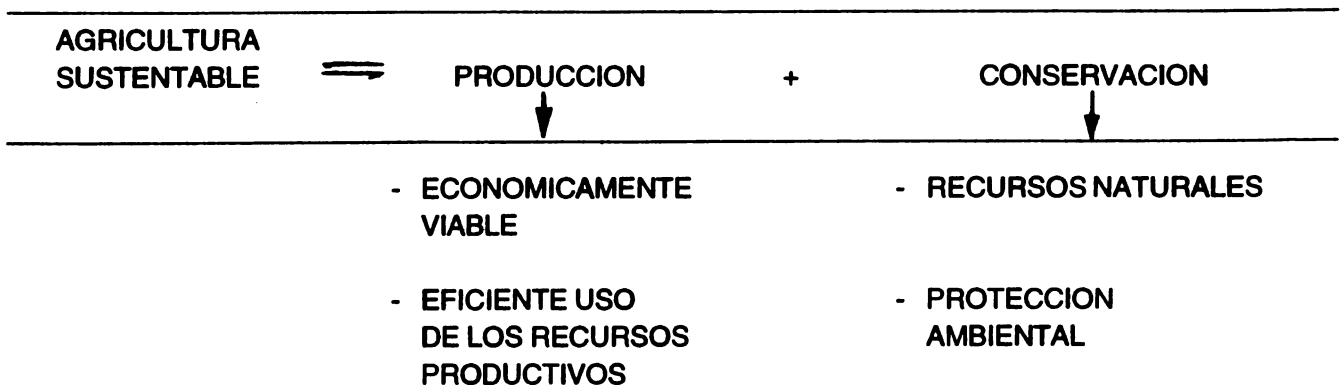 AGRICULTURA
SUSTENTABLE = PRODUCCION + CONSERVACION
- ECONOMICAMENTE
VIABLE
- EFICIENTE USO
DE LOS RECURSOS
PRODUCTIVOS
- RECURSOS NATURALES
- PROTECCION
AMBIENTAL